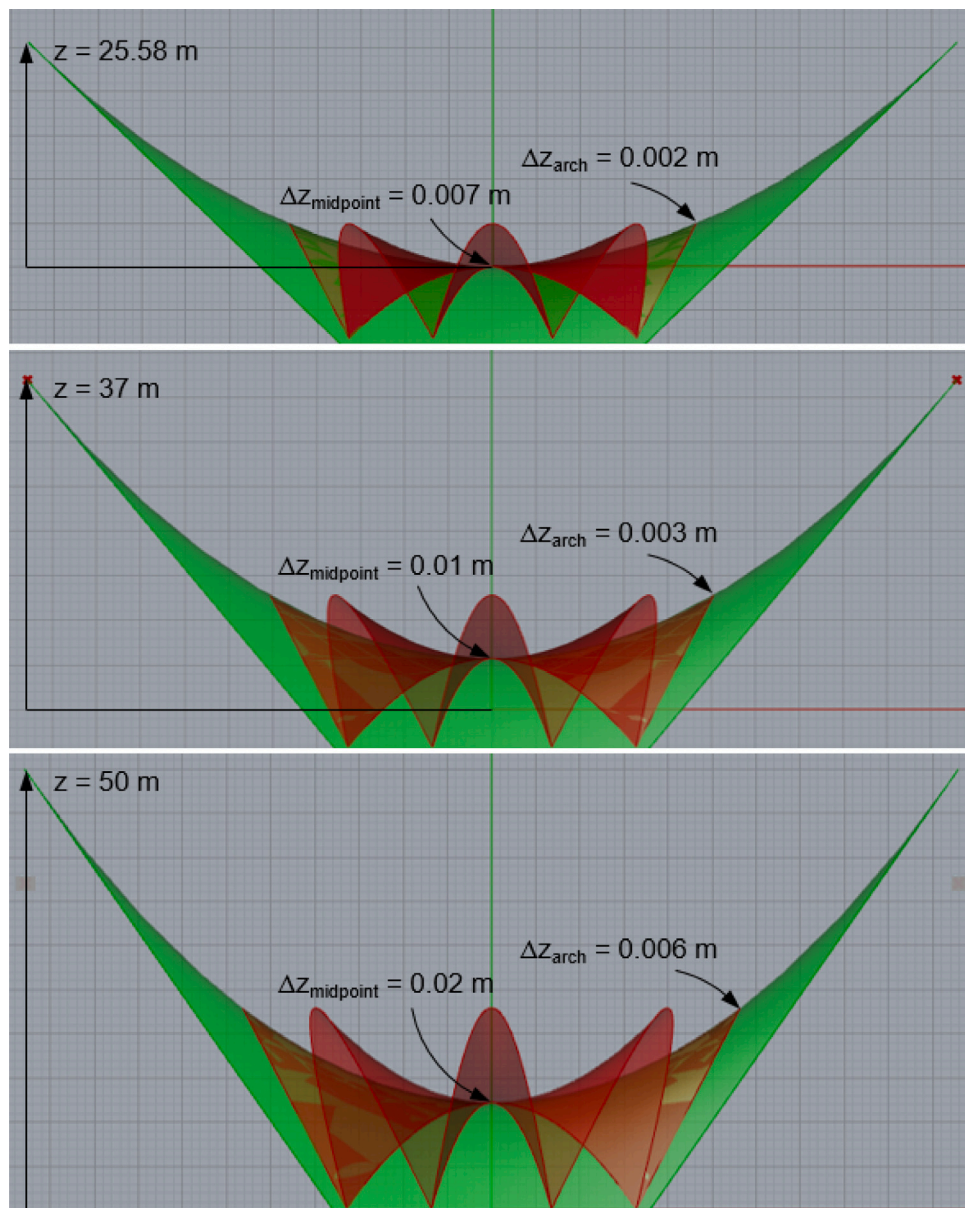 z = 25.58 m
Δzarch = 0.002 m
Δzmidpoint = 0.007 m
z = 37 m
Δzarch = 0.003 m
Δzmidpoint = 0.01 m
z = 50 m
Δzarch = 0.006 m
Δzmidpoint = 0.02 m